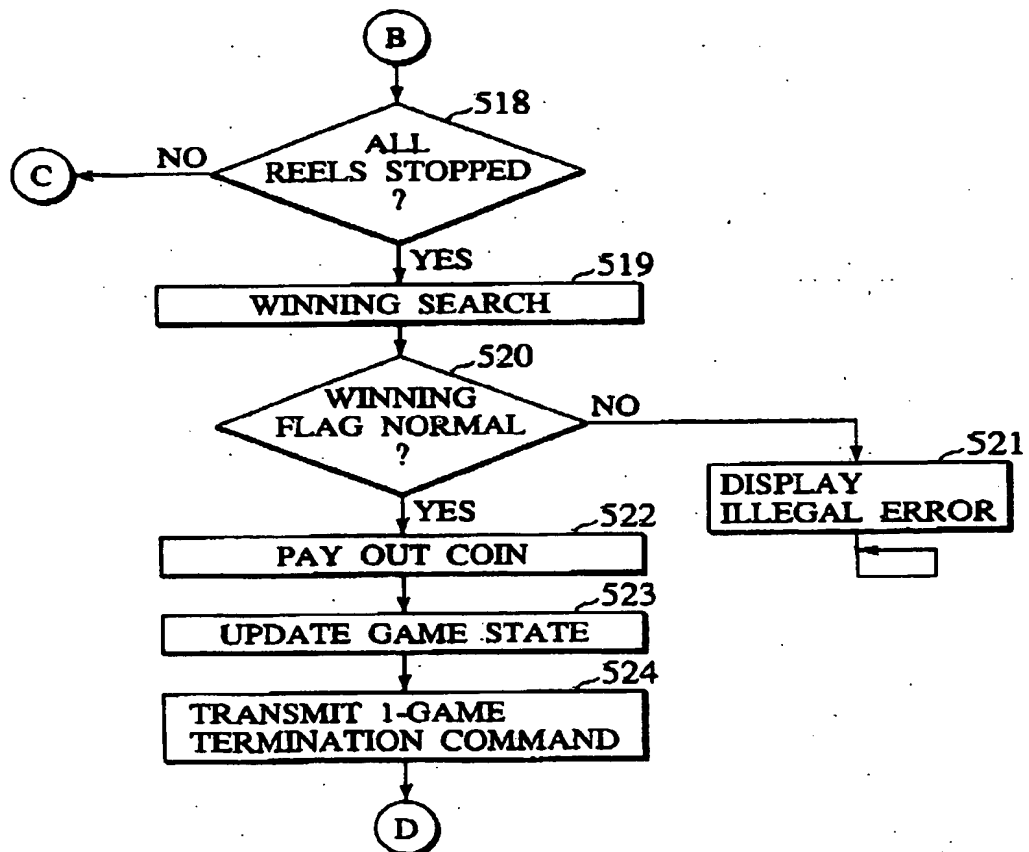 B
518
ALL
REELS STOPPED
?
NO
C
YES
519
WINNING SEARCH
520
WINNING
FLAG NORMAL
?
NO
521
DISPLAY
ILLEGAL ERROR
YES
522
PAY OUT COIN
523
UPDATE GAME STATE
524
TRANSMIT 1-GAME
TERMINATION COMMAND
D